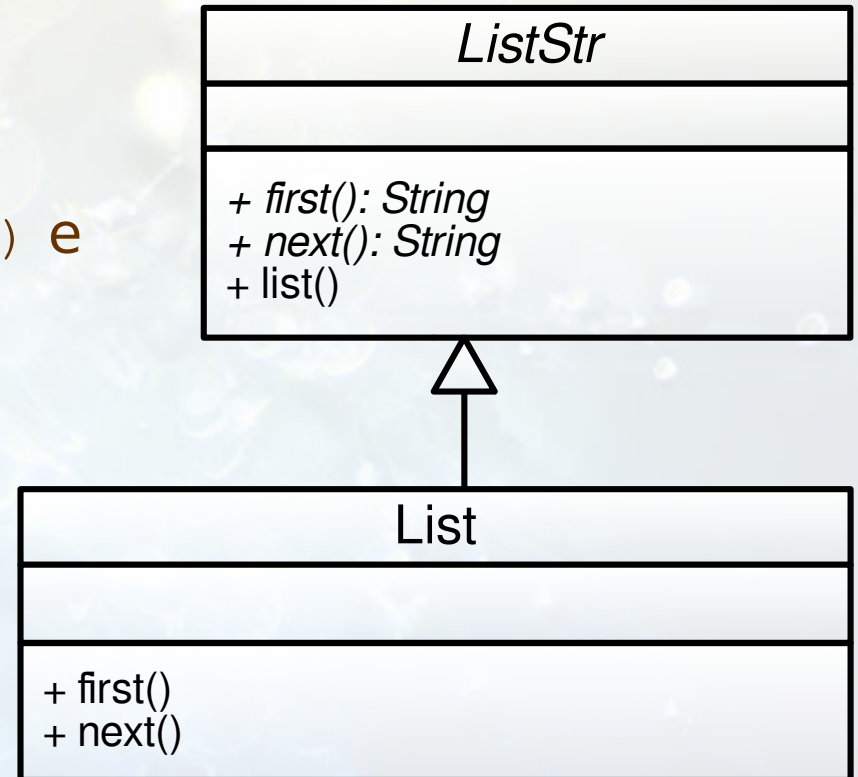 ListStr
+ first(): String
) e
+ next(): String
+ list()
List
+ first()
+ next()